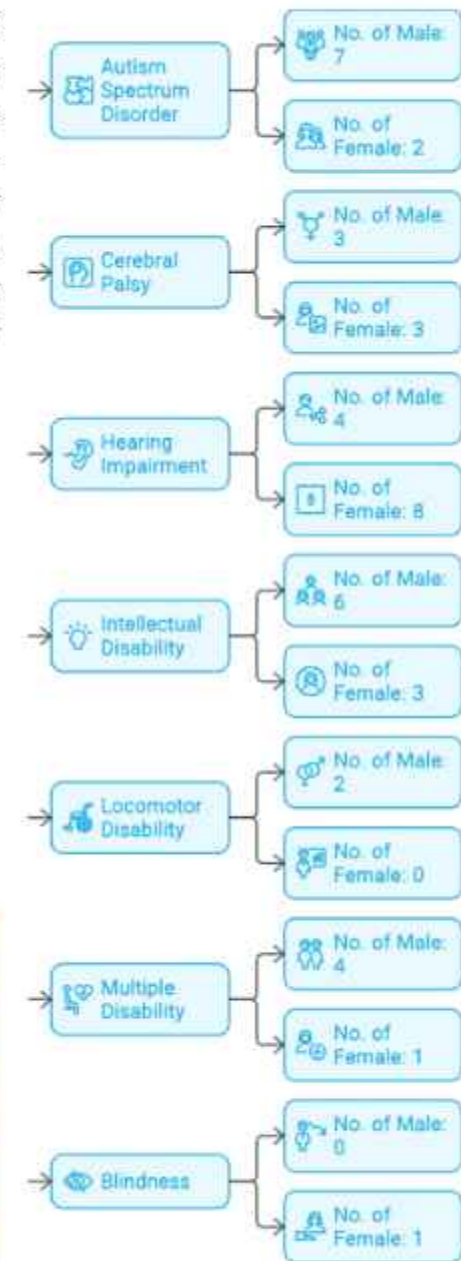 Autism
Spectrum
Disorder
No. of Male:
7
No. of
Female: 2
Cerebral
Palsy
No. of Male:
3
No. of
Female: 3
Hearing
Impairment
No. of Male:
4
No. of
Female: 8
Intellectual
Disability
No. of Male:
6
No. of
Female: 3
Locomotor
Disability
No. of Male:
2
No. of
Female: 0
Multiple
Disability
No. of Male:
4
No. of
Female: 1
Blindness
No. of Male:
0
No. of
Female: 1